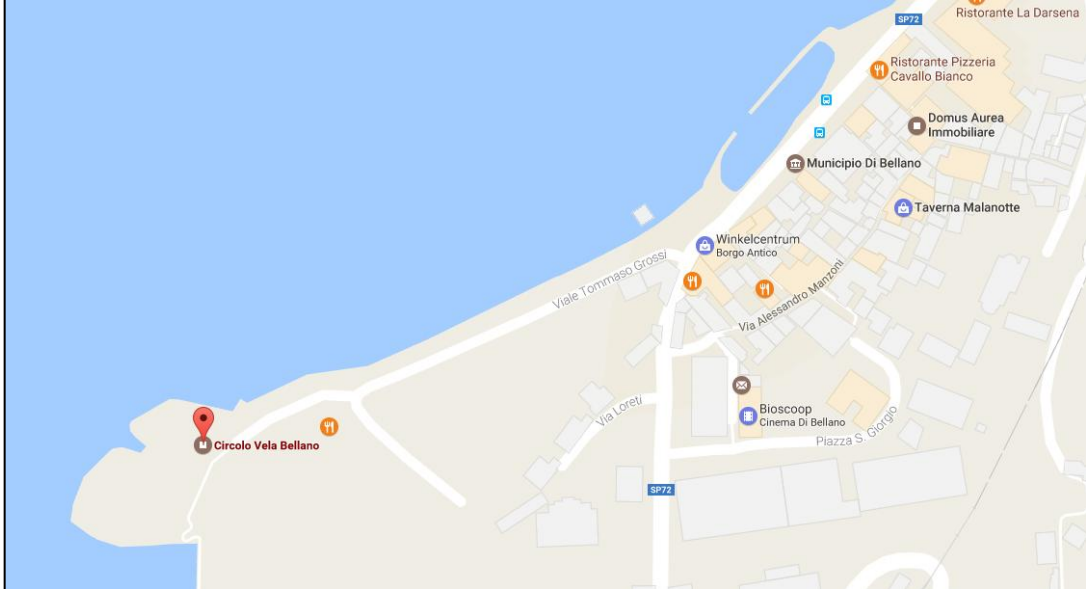 Ristorante La Darsena
SP72
Ristorante Pizzeria
Cavallo Bianco
Domus Aurea
Immobiliare
Municipio Di Bellano
Taverna Malanotte
Winkelcentrum
Borgo Antico
Viale Tommaso Grossi
Via Alessandro Manzoni
Via Loreti
Bioscoop
Cinema Di Bellano
Piazza S. Giorgio
Circolo Vela Bellano
SP72